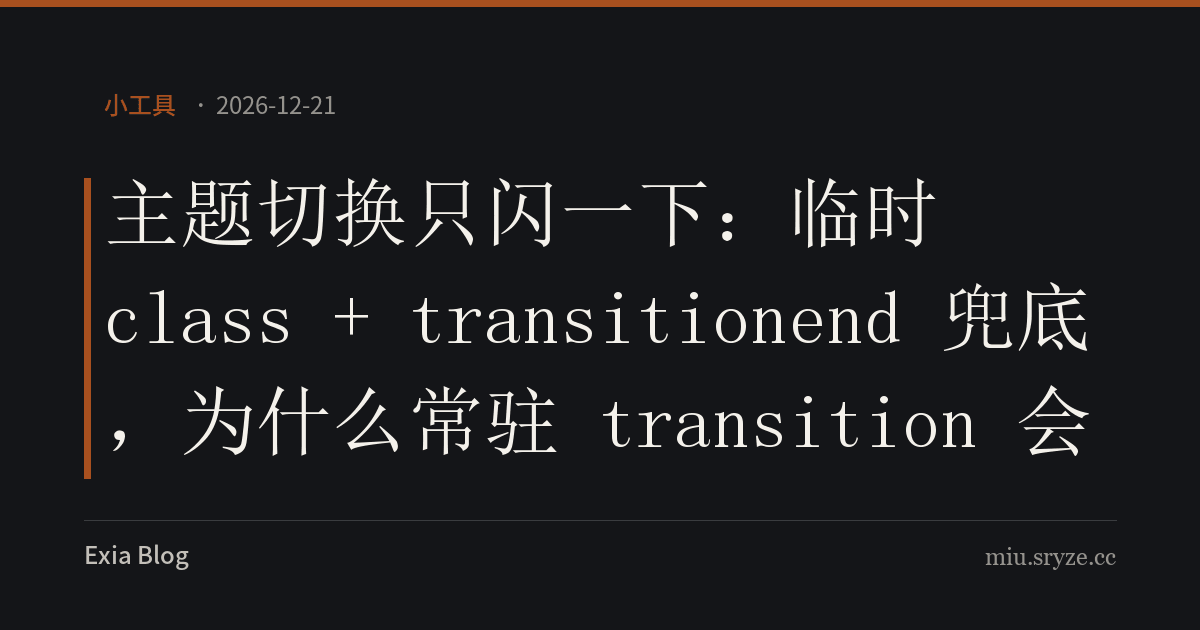 小工具 · 2026-12-21
主题切换只闪一下：临时
class + transitionend 兜底
，为什么常驻 transition 会
Exia Blog
miu.sryze.cc